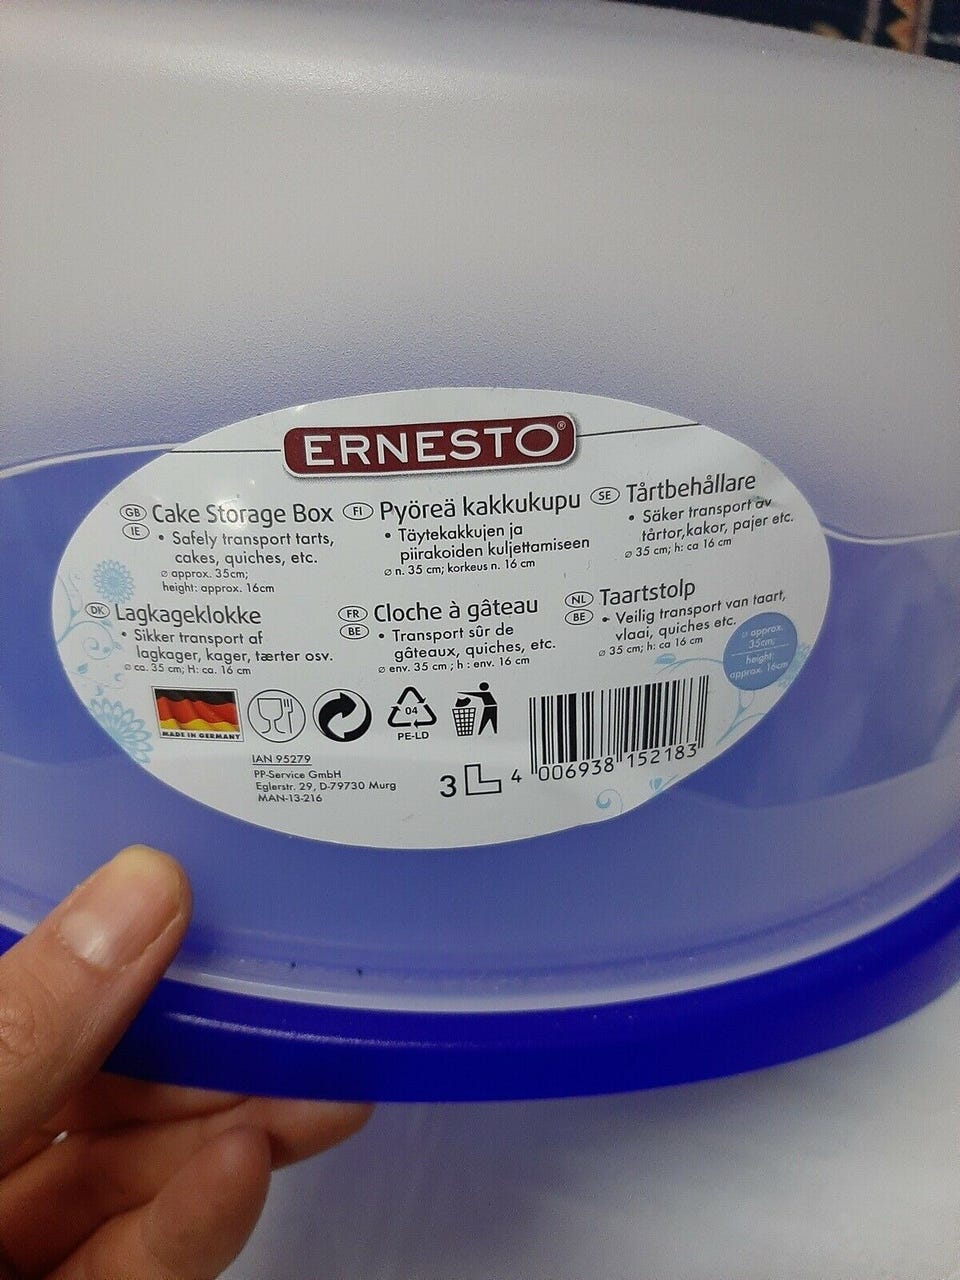 ERNESTO®
GB IE Cake Storage Box
• Safely transport tarts,
cakes, quiches, etc.
ø approx. 35cm;
height: approx. 16cm
FI Pyöreä kakkukupu
• Täytekakkujen ja
piirakoiden kuljettamiseen
ø n. 35 cm; korkeus n. 16 cm
SE Tårtbehållare
• Säker transport av
tårtor,kakor, pajer etc.
ø 35 cm; h: ca 16 cm
DK Lagkageklokke
• Sikker transport af
lagkager, kager, tærter osv.
ø ca. 35 cm; H: ca. 16 cm
FR BE Cloche à gâteau
• Transport sûr de
gâteaux, quiches, etc.
ø env. 35 cm ; h : env. 16 cm
NL BE Taartstolp
• Veilig transport van taart,
vlaai, quiches etc.
ø 35 cm; h: ca 16 cm
ø approx.
35cm;
height:
approx. 16cm
MADE IN GERMANY
04
PE-LD
IAN 95279
PP-Service GmbH
Eglerstr. 29, D-79730 Murg
MAN-13-216
3 L
4 006938 152183